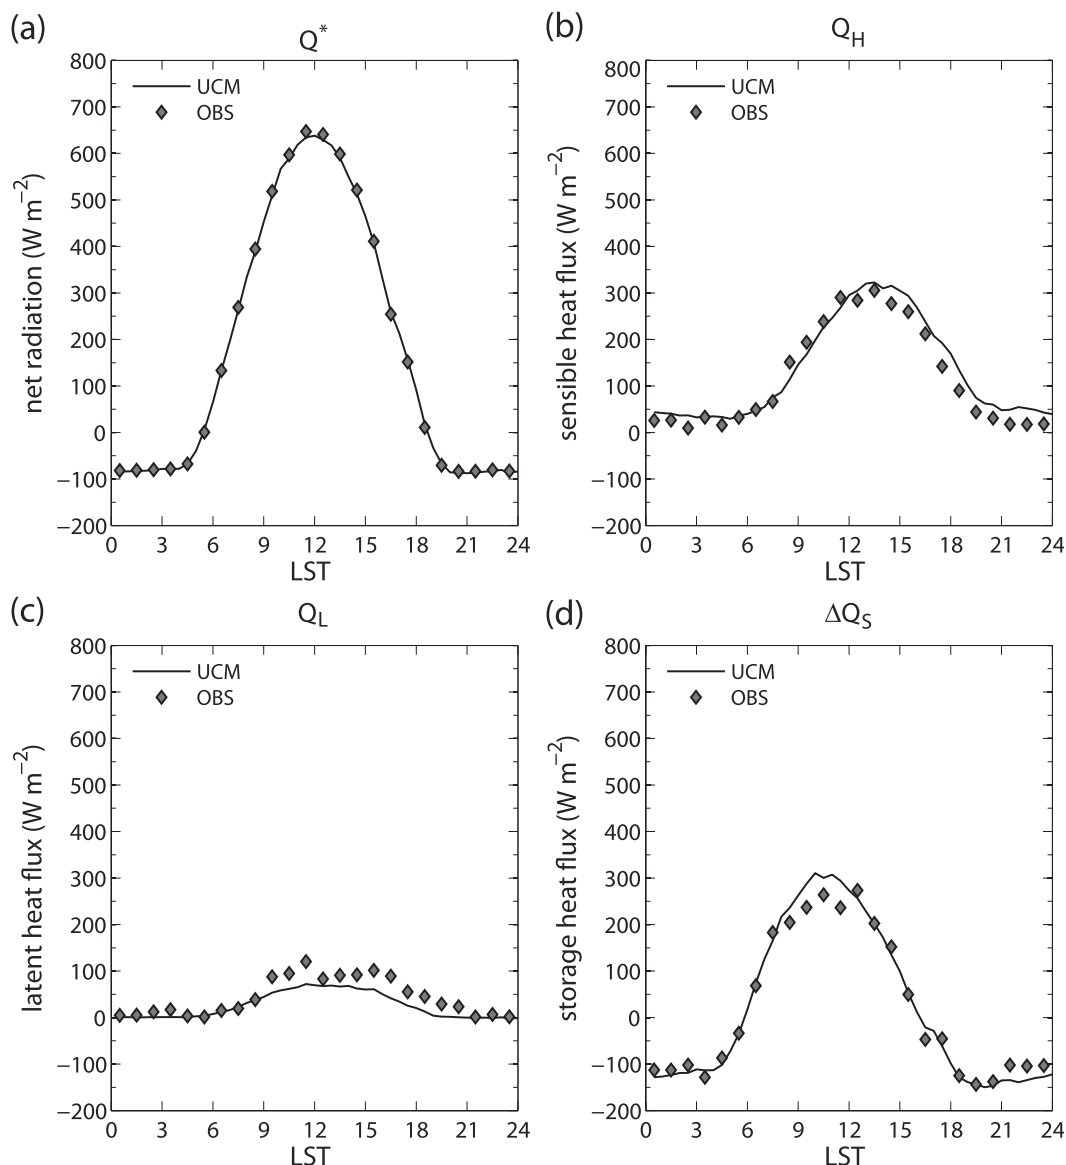 (a)
Q*
net radiation (W m−2)
800
700
600
500
400
300
200
100
0
−100
−200
UCM
OBS
0 3 6 9 12 15 18 21 24
LST
(b)
QH
sensible heat flux (W m−2)
800
700
600
500
400
300
200
100
0
−100
−200
UCM
OBS
0 3 6 9 12 15 18 21 24
LST
(c)
QL
latent heat flux (W m−2)
800
700
600
500
400
300
200
100
0
−100
−200
UCM
OBS
0 3 6 9 12 15 18 21 24
LST
(d)
ΔQS
storage heat flux (W m−2)
800
700
600
500
400
300
200
100
0
−100
−200
UCM
OBS
0 3 6 9 12 15 18 21 24
LST